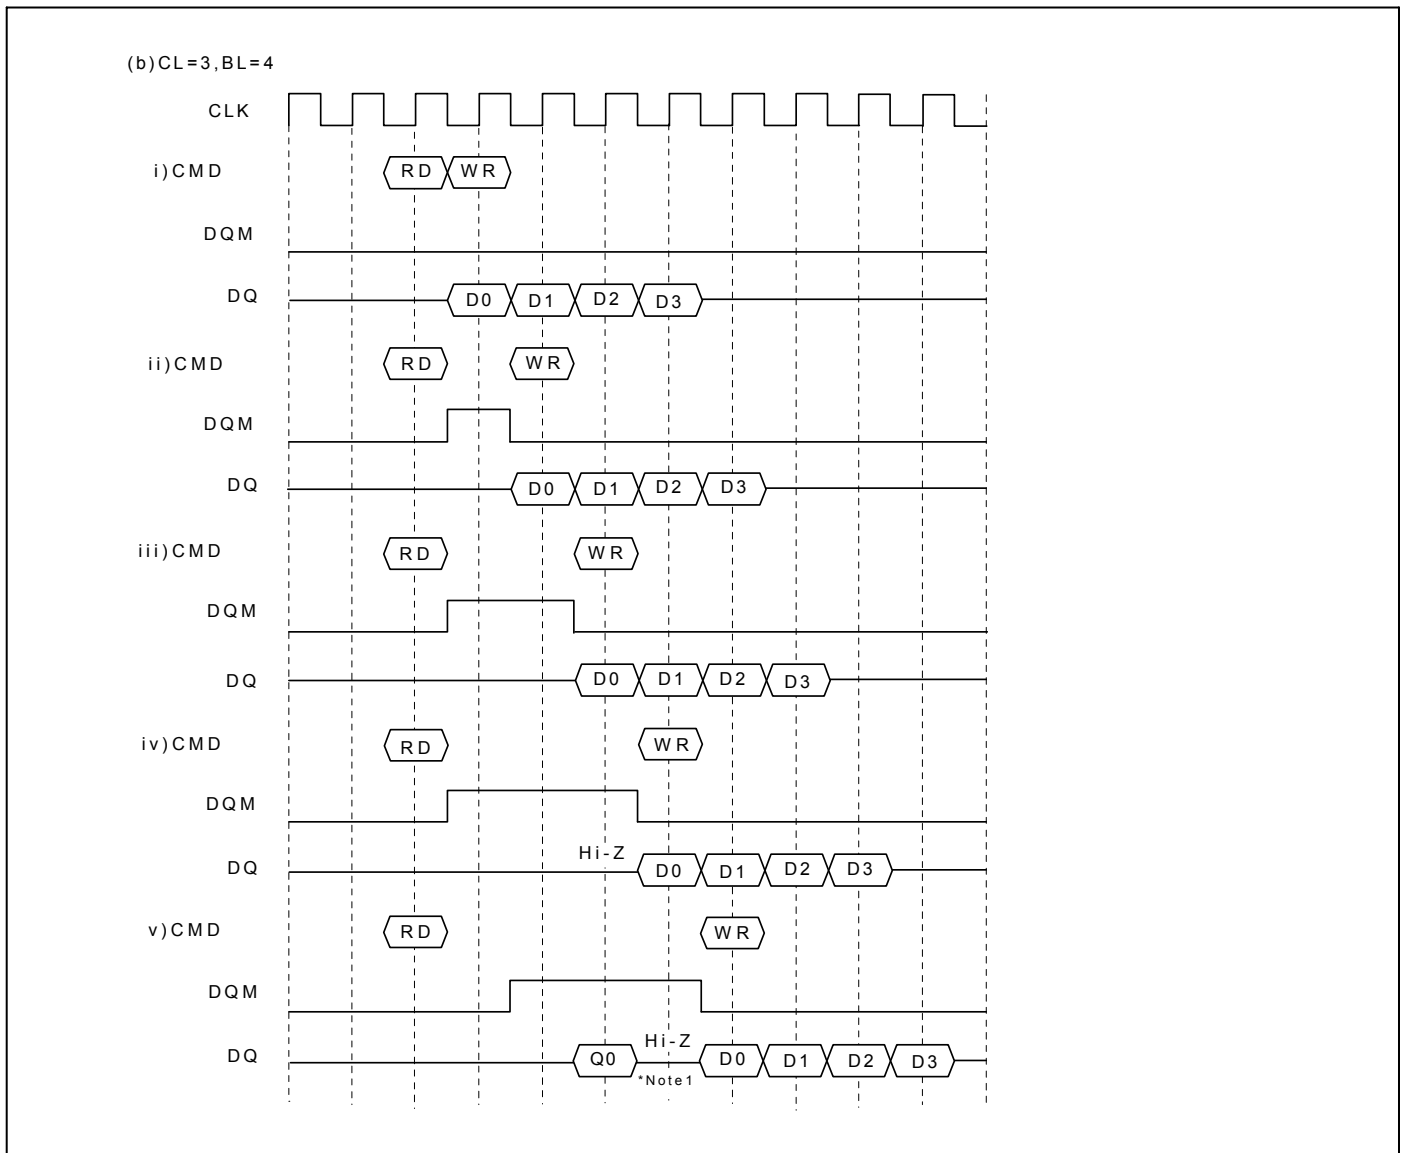 (b)CL=3,BL=4
CLK
i)CMD RD WR
DQM
DQ D0 D1 D2 D3
ii)CMD RD WR
DQM
DQ D0 D1 D2 D3
iii)CMD RD WR
DQM
DQ D0 D1 D2 D3
iv)CMD RD WR
DQM
Hi-Z
DQ D0 D1 D2 D3
v)CMD RD WR
DQM
Hi-Z
DQ Q0 D0 D1 D2 D3
*Note1